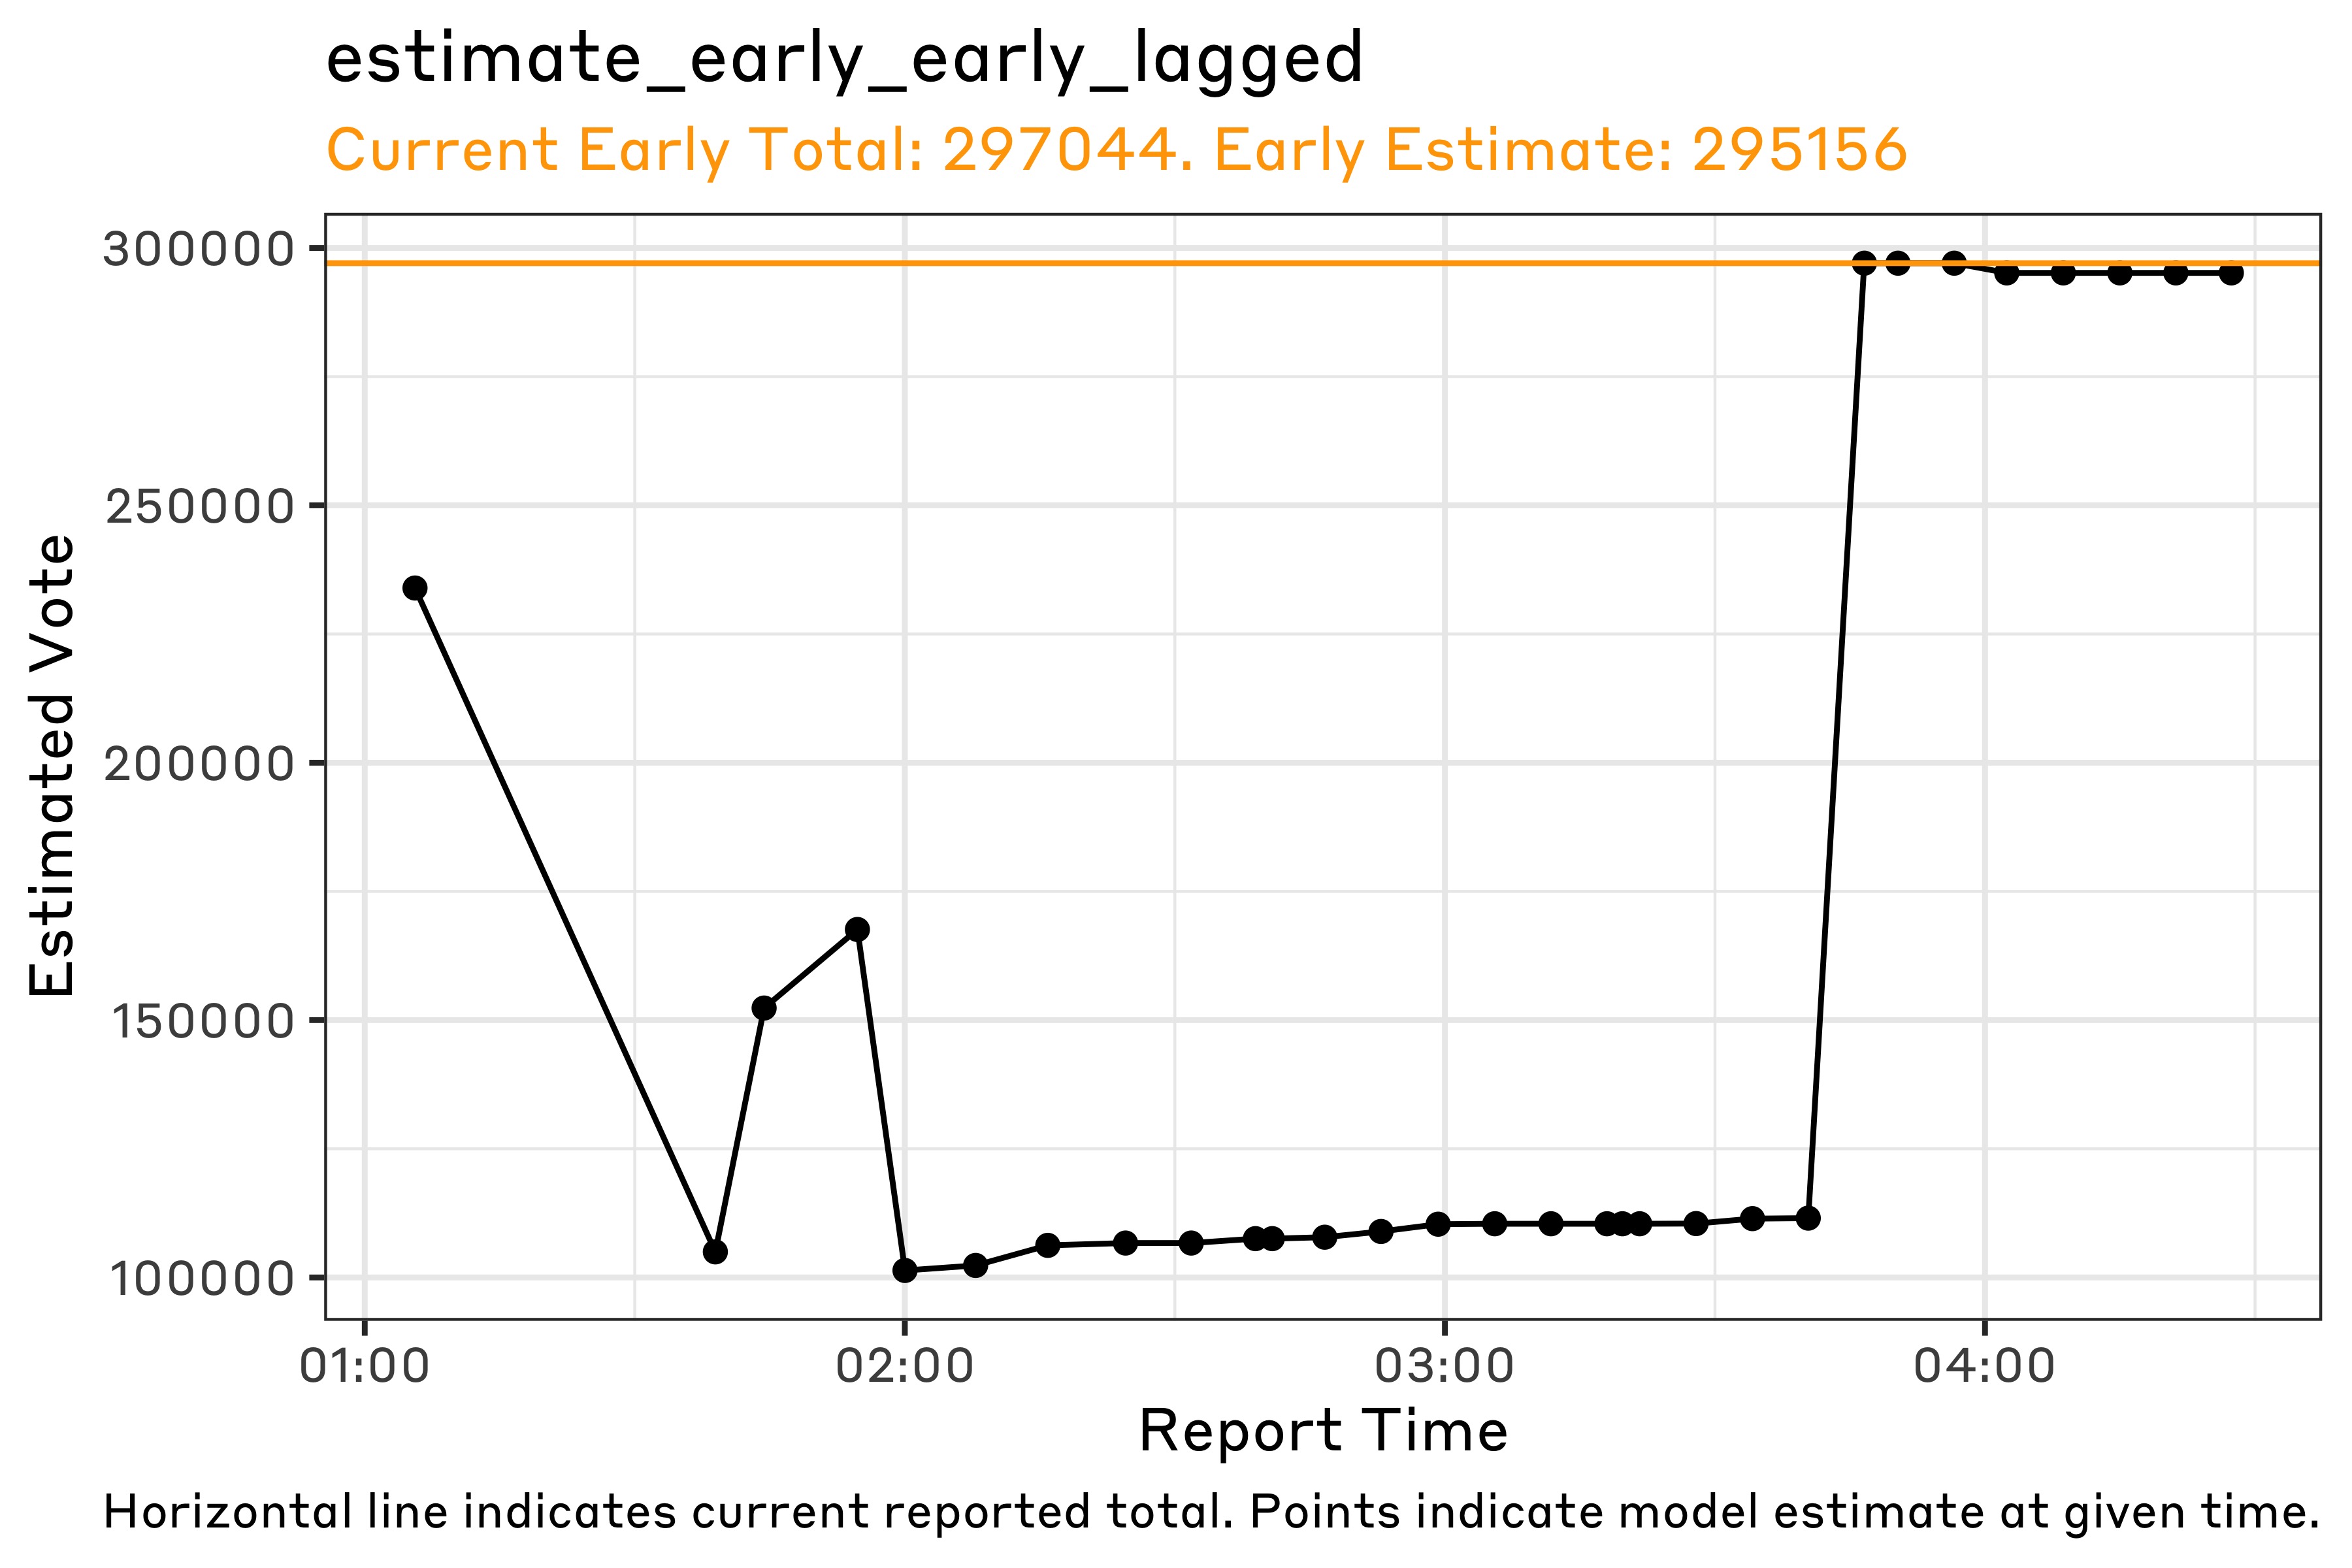 estimate_early_early_lagged
Current Early Total: 297044. Early Estimate: 295156
300000
250000
200000
150000
100000
Estimated Vote
01:00 02:00 03:00 04:00
Report Time
Horizontal line indicates current reported total. Points indicate model estimate at given time.